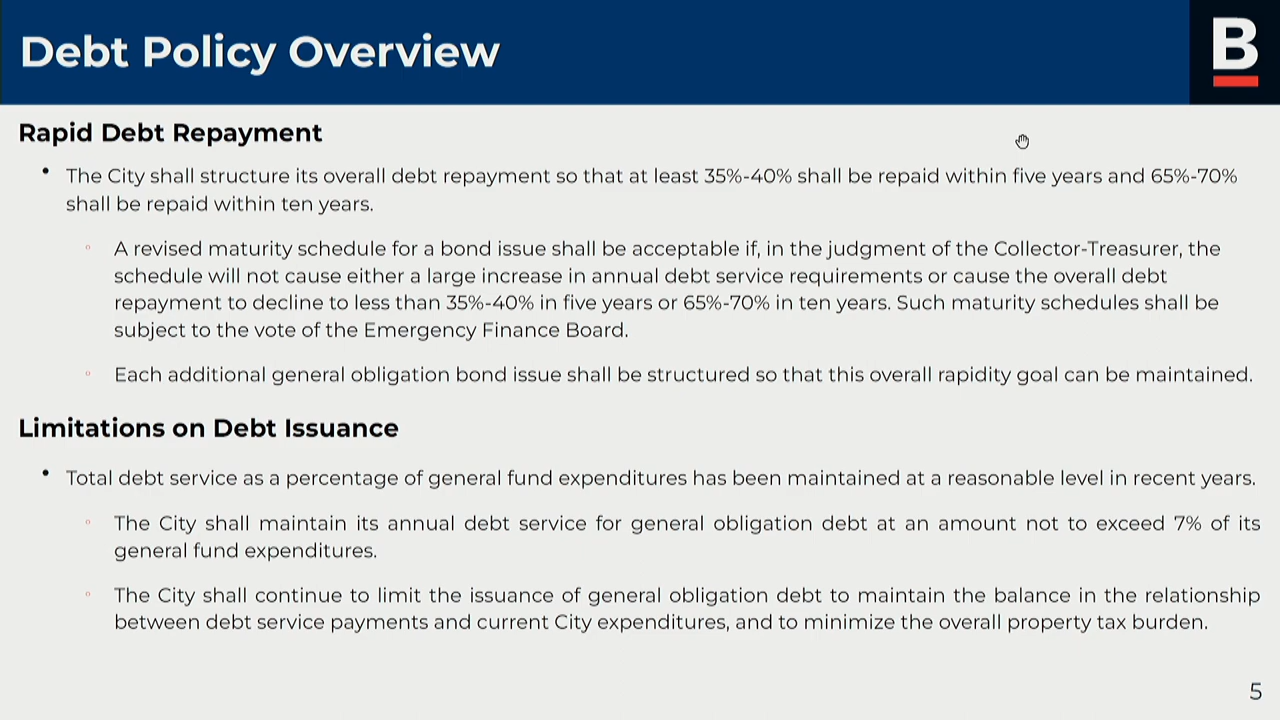 Debt Policy Overview
B
Rapid Debt Repayment
• The City shall structure its overall debt repayment so that at least 35%-40% shall be repaid within five years and 65%-70%
shall be repaid within ten years.
◦ A revised maturity schedule for a bond issue shall be acceptable if, in the judgment of the Collector-Treasurer, the
schedule will not cause either a large increase in annual debt service requirements or cause the overall debt
repayment to decline to less than 35%-40% in five years or 65%-70% in ten years. Such maturity schedules shall be
subject to the vote of the Emergency Finance Board.
◦ Each additional general obligation bond issue shall be structured so that this overall rapidity goal can be maintained.
Limitations on Debt Issuance
• Total debt service as a percentage of general fund expenditures has been maintained at a reasonable level in recent years.
◦ The City shall maintain its annual debt service for general obligation debt at an amount not to exceed 7% of its
general fund expenditures.
◦ The City shall continue to limit the issuance of general obligation debt to maintain the balance in the relationship
between debt service payments and current City expenditures, and to minimize the overall property tax burden.
5